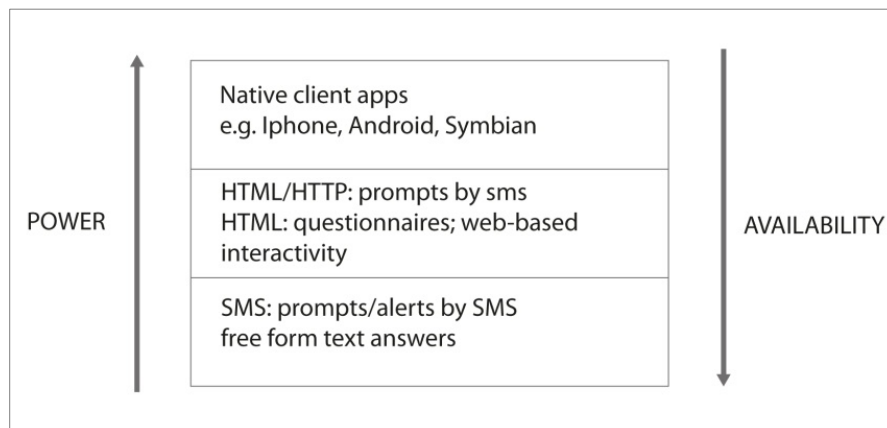 POWER
Native client apps
e.g. Iphone, Android, Symbian
HTML/HTTP: prompts by sms
HTML: questionnaires; web-based
interactivity
SMS: prompts/alerts by SMS
free form text answers
AVAILABILITY